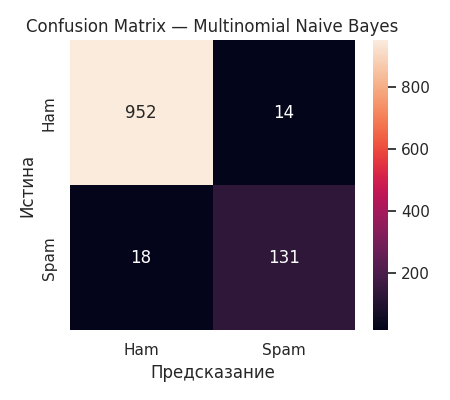 Confusion Matrix — Multinomial Naive Bayes
Ham
952
14
Spam
18
131
Истина
Ham
Spam
Предсказание
800
600
400
200